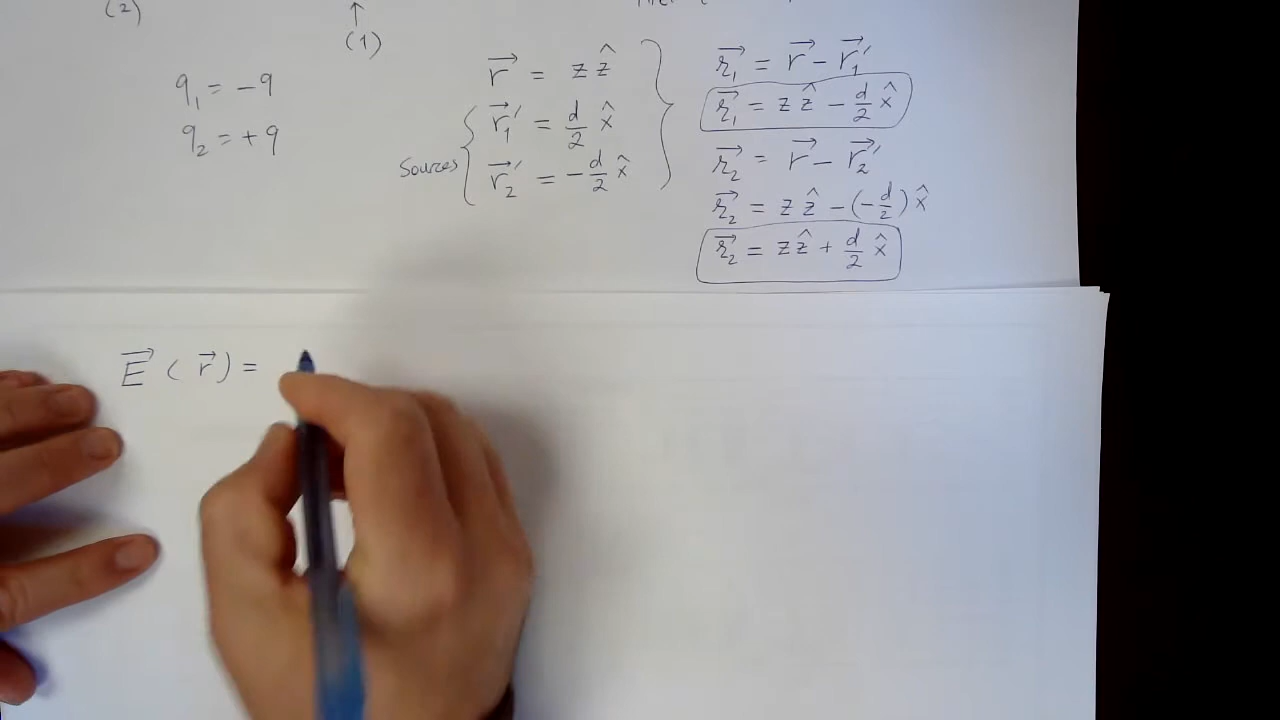 (2)
(1)
q₁ = −q
q₂ = +q
Sources
r⃗ = z ẑ
r⃗₁′ = d/2 x̂
r⃗₂′ = −d/2 x̂
r⃗₁ = r⃗ − r⃗₁′
r⃗₁ = z ẑ − d/2 x̂
r⃗₂ = r⃗ − r⃗₂′
r⃗₂ = z ẑ − (−d/2) x̂
r⃗₂ = z ẑ + d/2 x̂
E⃗ ( r⃗ ) =